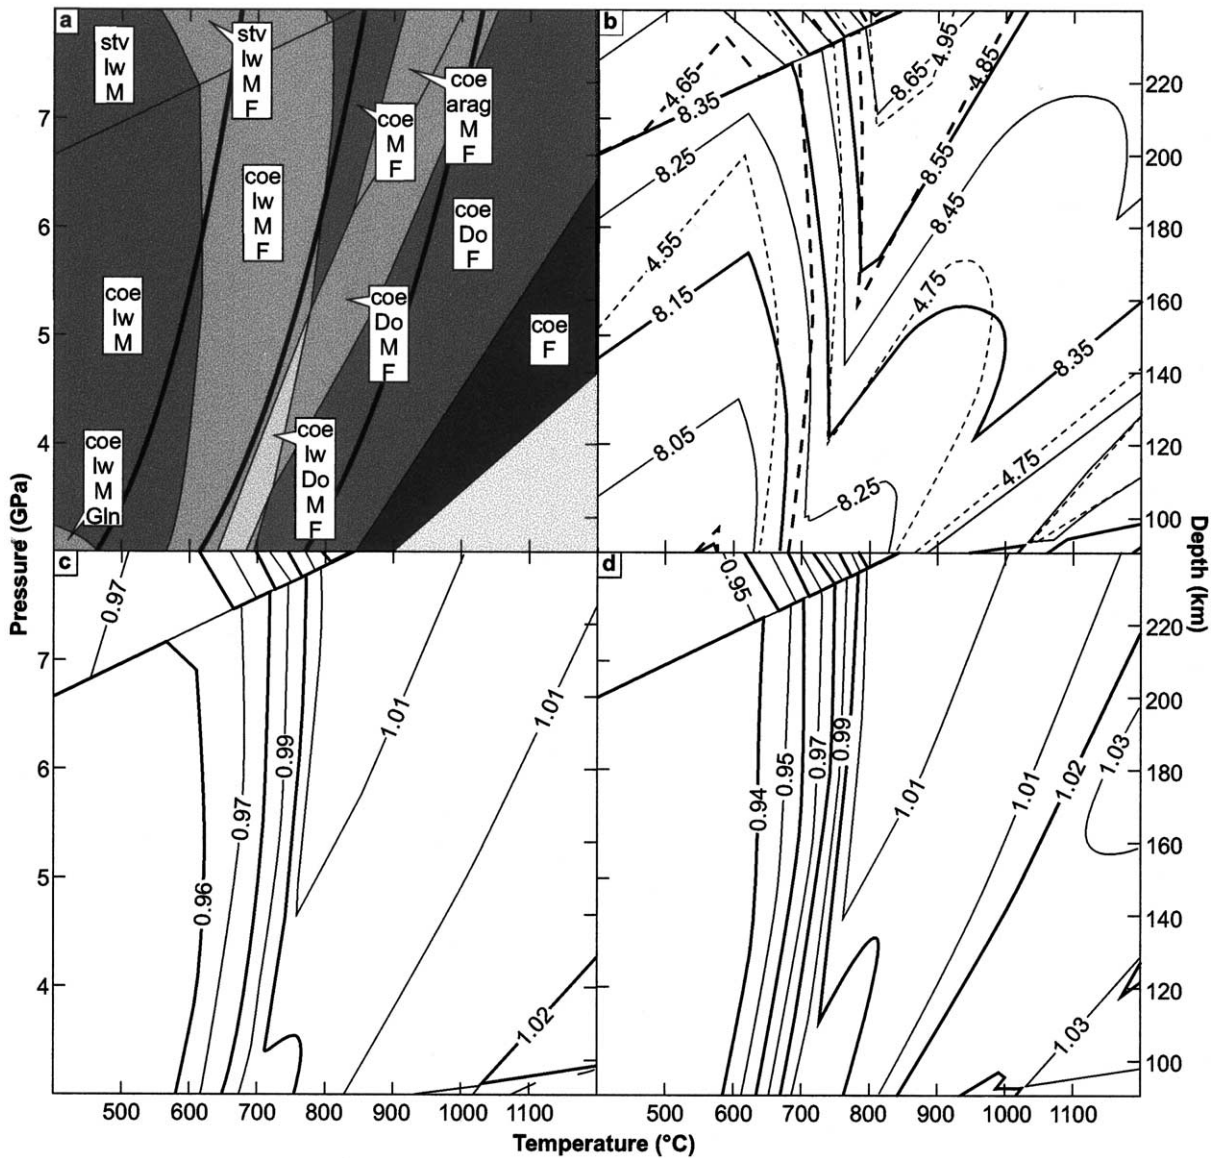 a
stv
lw
M
stv
lw
M
F
coe
arag
M
F
coe
M
F
coe
lw
M
F
coe
Do
F
coe
lw
M
coe
Do
M
F
coe
F
coe
lw
M
Gln
coe
lw
Do
M
F
7
6
5
4
b
4.65
8.35
8.25
4.55
8.15
8.05
8.65
4.95
4.85
8.55
8.45
4.75
8.35
4.75
8.25
220
200
180
160
140
120
100
Pressure (GPa)
Depth (km)
c
0.97
0.96
0.97
0.99
1.01
1.01
1.02
7
6
5
4
500 600 700 800 900 1000 1100
d
0.95
0.94
0.95
0.97
0.99
1.01
1.01
1.02
1.03
1.03
220
200
180
160
140
120
100
500 600 700 800 900 1000 1100
Temperature (°C)